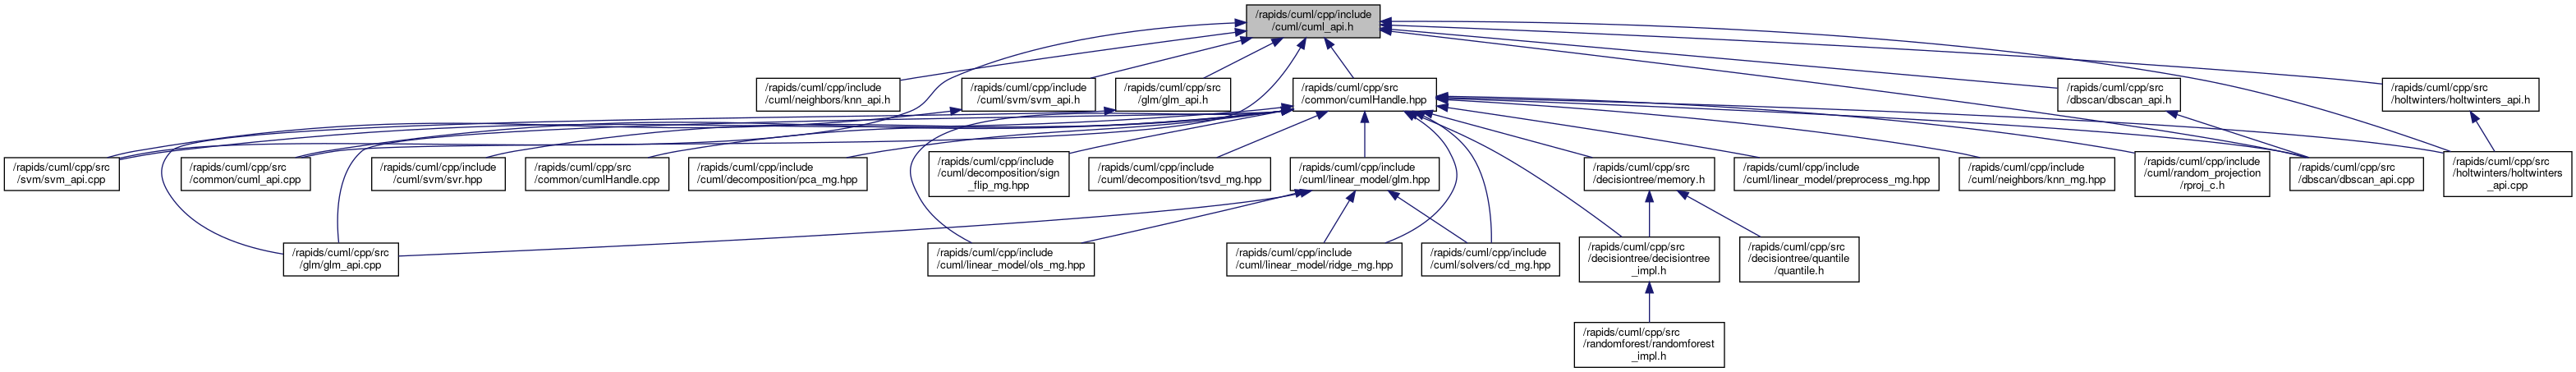 /rapids/cuml/cpp/include
/cuml/cuml_api.h
/rapids/cuml/cpp/include
/cuml/neighbors/knn_api.h
/rapids/cuml/cpp/include
/cuml/svm/svm_api.h
/rapids/cuml/cpp/src
/glm/glm_api.h
/rapids/cuml/cpp/src
/common/cumlHandle.hpp
/rapids/cuml/cpp/src
/dbscan/dbscan_api.h
/rapids/cuml/cpp/src
/holtwinters/holtwinters_api.h
/rapids/cuml/cpp/src
/svm/svm_api.cpp
/rapids/cuml/cpp/src
/common/cuml_api.cpp
/rapids/cuml/cpp/include
/cuml/svm/svr.hpp
/rapids/cuml/cpp/src
/common/cumlHandle.cpp
/rapids/cuml/cpp/include
/cuml/decomposition/pca_mg.hpp
/rapids/cuml/cpp/include
/cuml/decomposition/sign
_flip_mg.hpp
/rapids/cuml/cpp/include
/cuml/decomposition/tsvd_mg.hpp
/rapids/cuml/cpp/include
/cuml/linear_model/glm.hpp
/rapids/cuml/cpp/src
/decisiontree/memory.h
/rapids/cuml/cpp/include
/cuml/linear_model/preprocess_mg.hpp
/rapids/cuml/cpp/include
/cuml/neighbors/knn_mg.hpp
/rapids/cuml/cpp/include
/cuml/random_projection
/rproj_c.h
/rapids/cuml/cpp/src
/dbscan/dbscan_api.cpp
/rapids/cuml/cpp/src
/holtwinters/holtwinters
_api.cpp
/rapids/cuml/cpp/src
/glm/glm_api.cpp
/rapids/cuml/cpp/include
/cuml/linear_model/ols_mg.hpp
/rapids/cuml/cpp/include
/cuml/linear_model/ridge_mg.hpp
/rapids/cuml/cpp/include
/cuml/solvers/cd_mg.hpp
/rapids/cuml/cpp/src
/decisiontree/decisiontree
_impl.h
/rapids/cuml/cpp/src
/decisiontree/quantile
/quantile.h
/rapids/cuml/cpp/src
/randomforest/randomforest
_impl.h